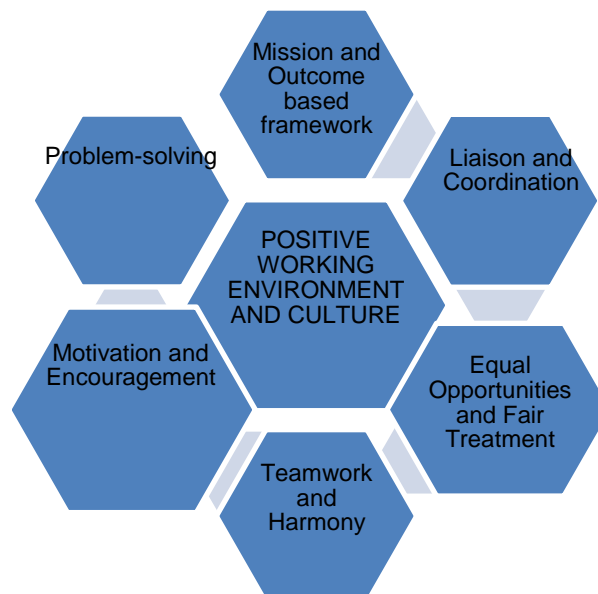 Mission and
Outcome
based
framework
Problem-solving
Liaison and
Coordination
POSITIVE
WORKING
ENVIRONMENT
AND CULTURE
Motivation and
Encouragement
Equal
Opportunities
and Fair
Treatment
Teamwork
and
Harmony